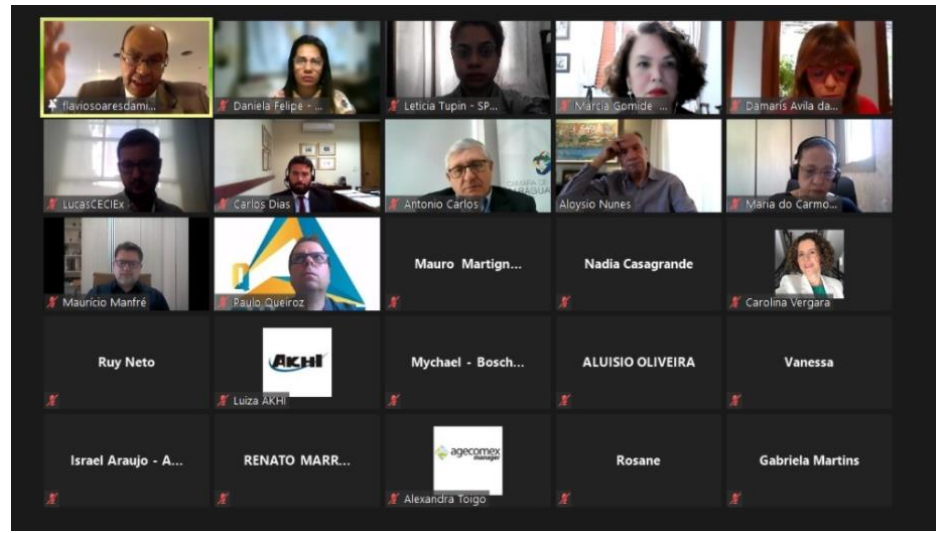 flaviosoaresdami...
Daniela Felipe - ...
Leticia Tupin - SP...
Marcia Gomide ...
Damaris Avila da...
LucasCECIEx
Carlos Dias
Antonio Carlos
Aloysio Nunes
Maria do Carmo...
Maurício Manfré
Paulo Queiroz
Mauro Martign...
Nadia Casagrande
Carolina Vergara
Ruy Neto
AKHI
Luiza AKHI
Mychael - Bosch...
ALUISIO OLIVEIRA
Vanessa
Israel Araujo - A...
RENATO MARR...
agecomex
manager
Alexandra Toigo
Rosane
Gabriela Martins